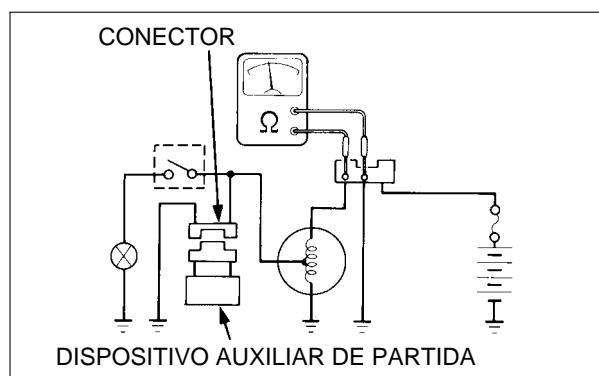 CONECTOR
Ω
DISPOSITIVO AUXILIAR DE PARTIDA